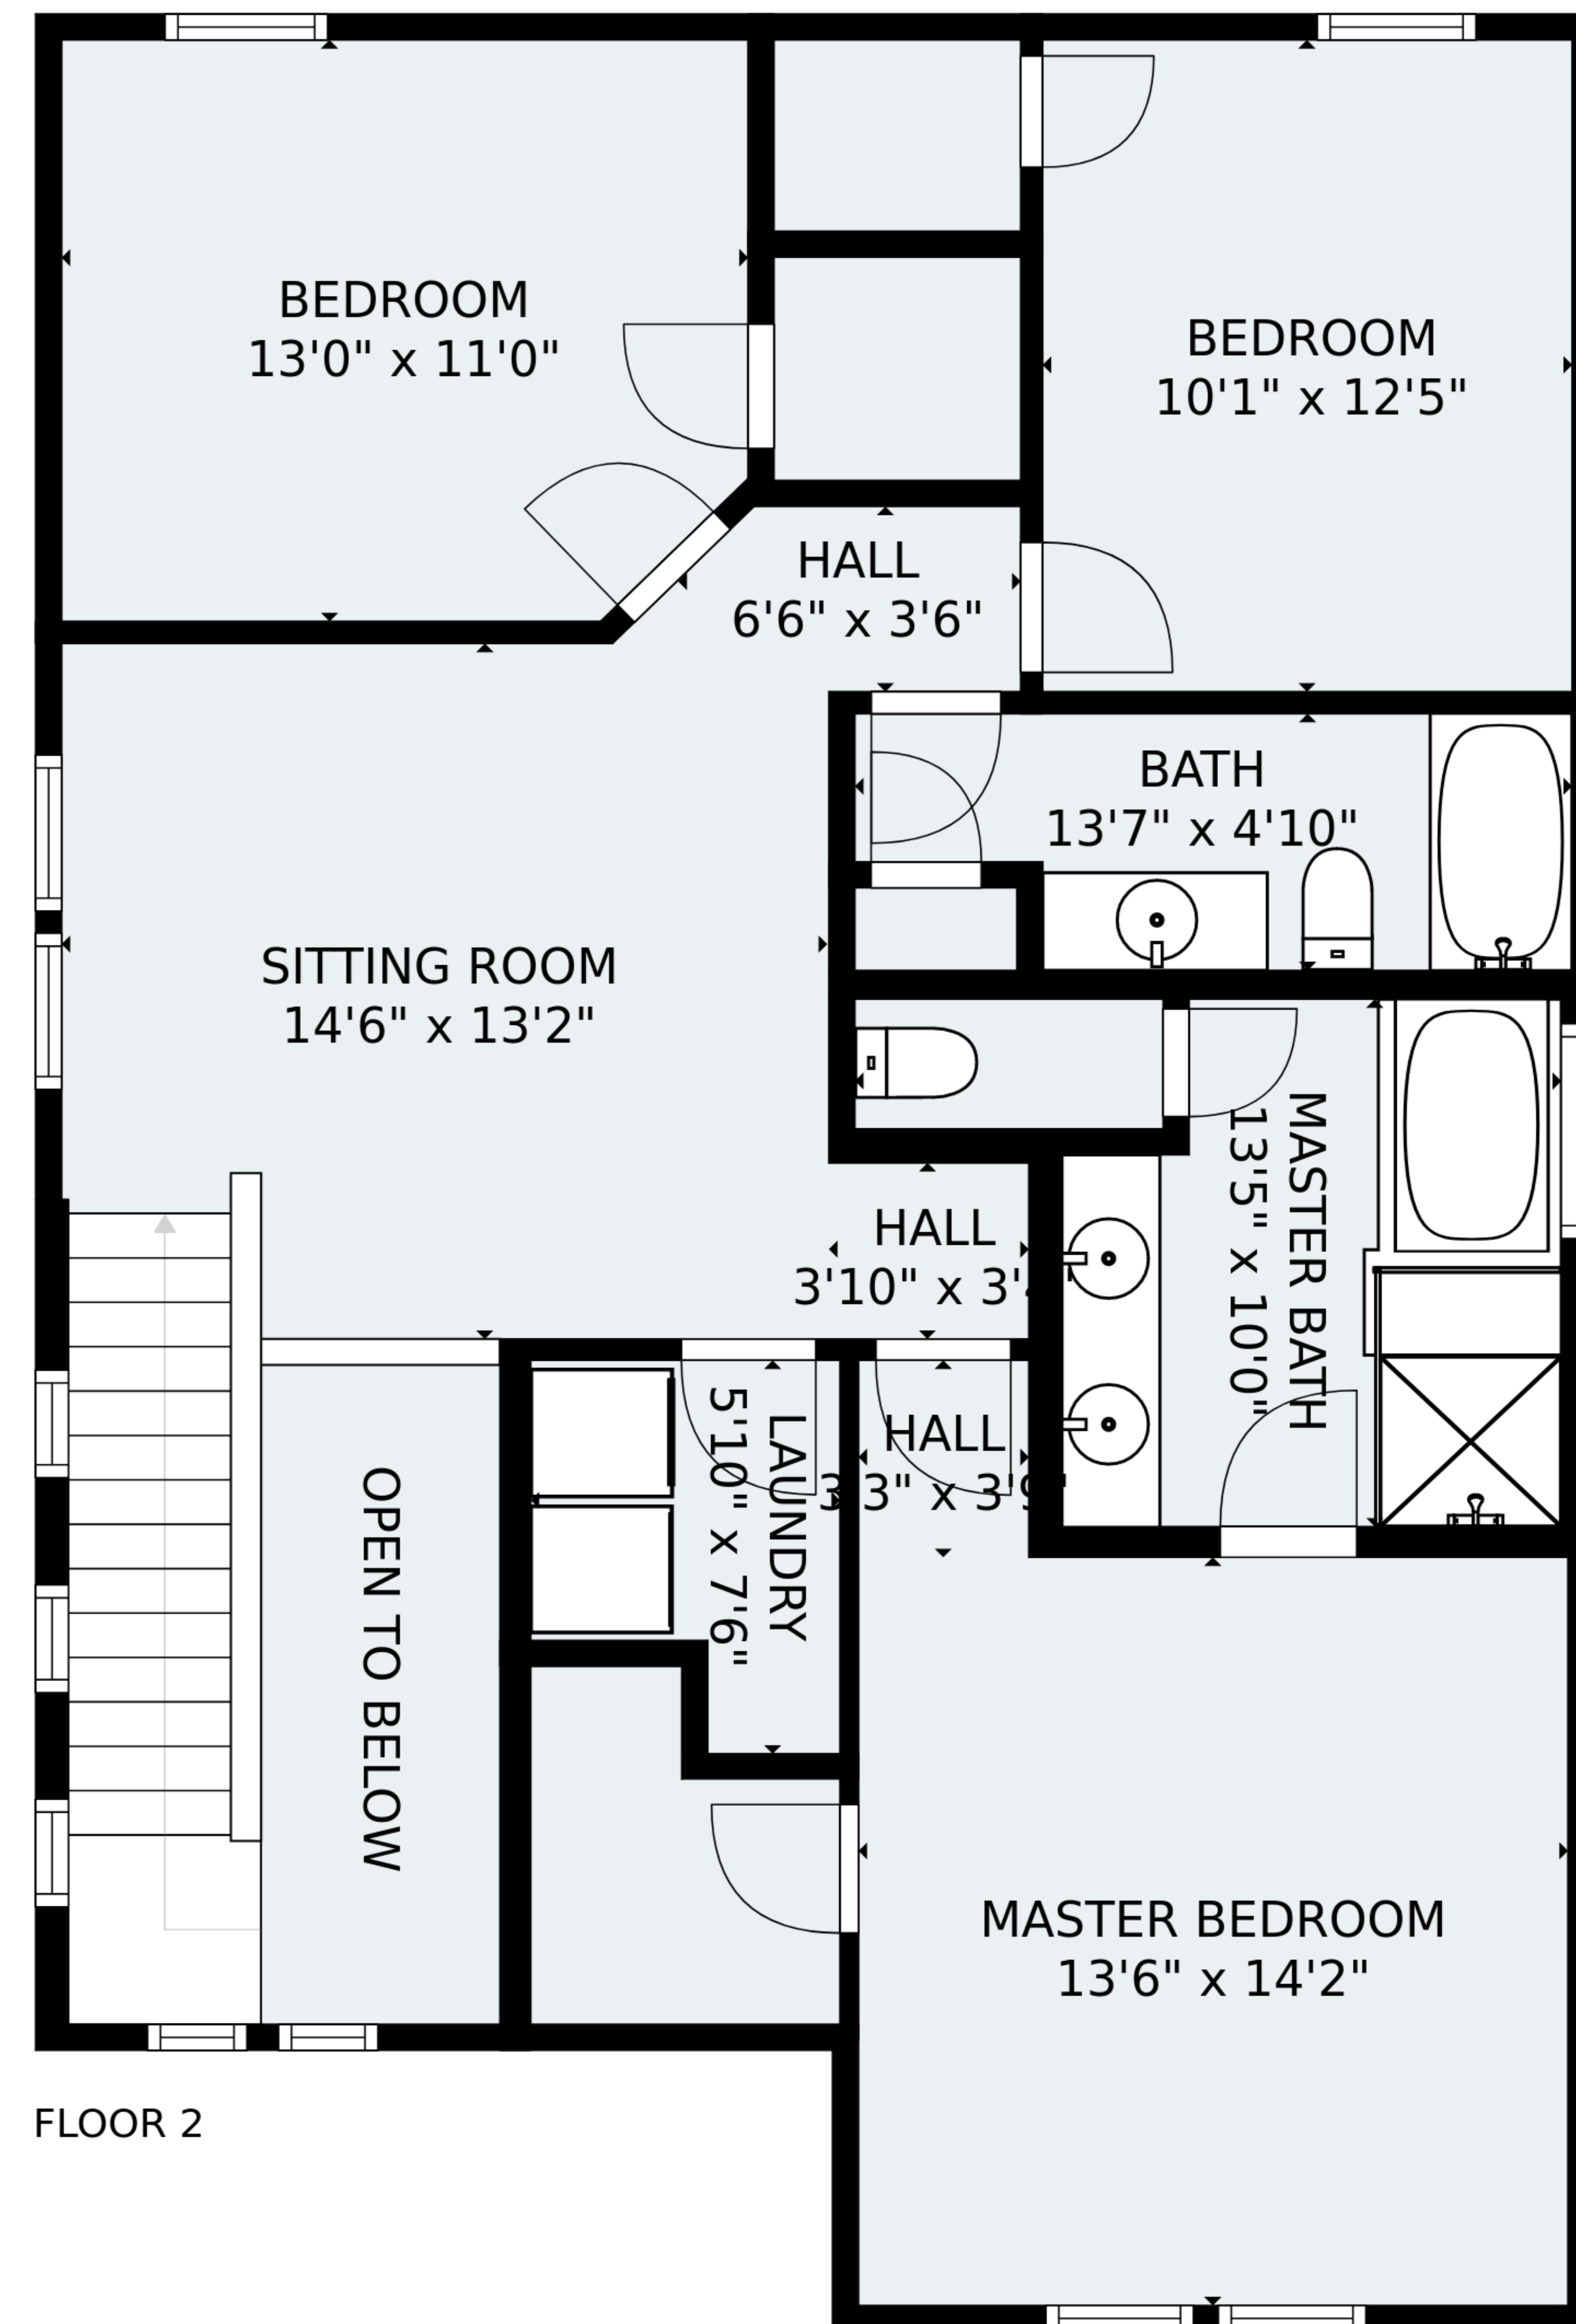 BEDROOM
13'0" x 11'0"
BEDROOM
10'1" x 12'5"
HALL
6'6" x 3'6"
BATH
13'7" x 4'10"
SITTING ROOM
14'6" x 13'2"
MASTER BATH
13'5" x 10'0"
HALL
3'10" x
HALL
x
LAUNDRY
5'10" x 7'6"
OPEN TO BELOW
MASTER BEDROOM
13'6" x 14'2"
FLOOR 2